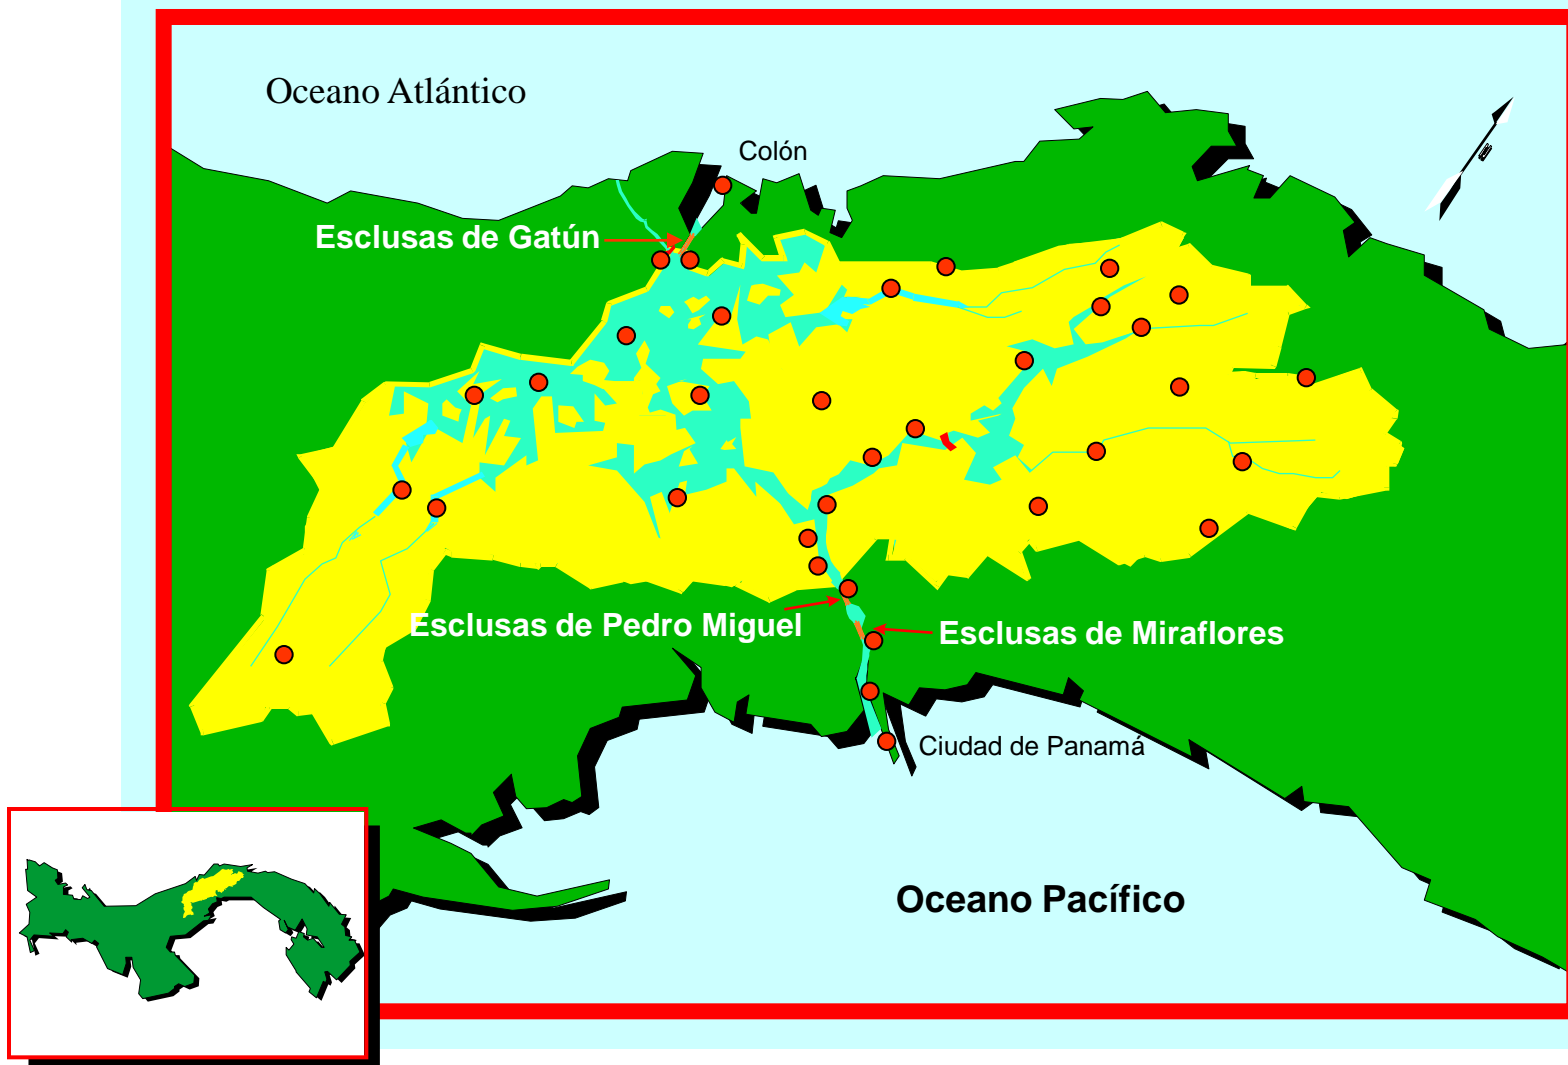 Oceano Atlántico
Colón
Esclusas de Gatún
Esclusas de Pedro Miguel
Esclusas de Miraflores
Ciudad de Panamá
Oceano Pacífico